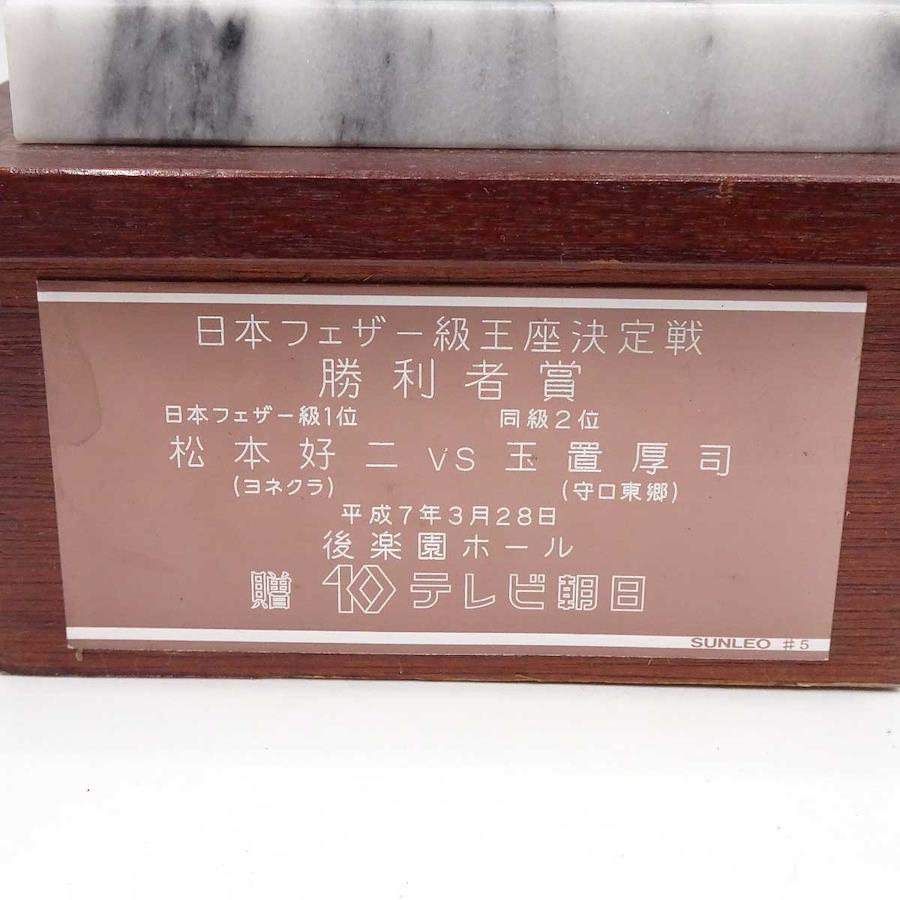 日本フェザー級王座決定戦
勝利者賞
日本フェザー級1位 同級2位
松本好二 VS 玉置厚司
(ヨネクラ) (守口東郷)
平成7年3月28日
後楽園ホール
贈 10 テレビ朝日
SUNLEO #5